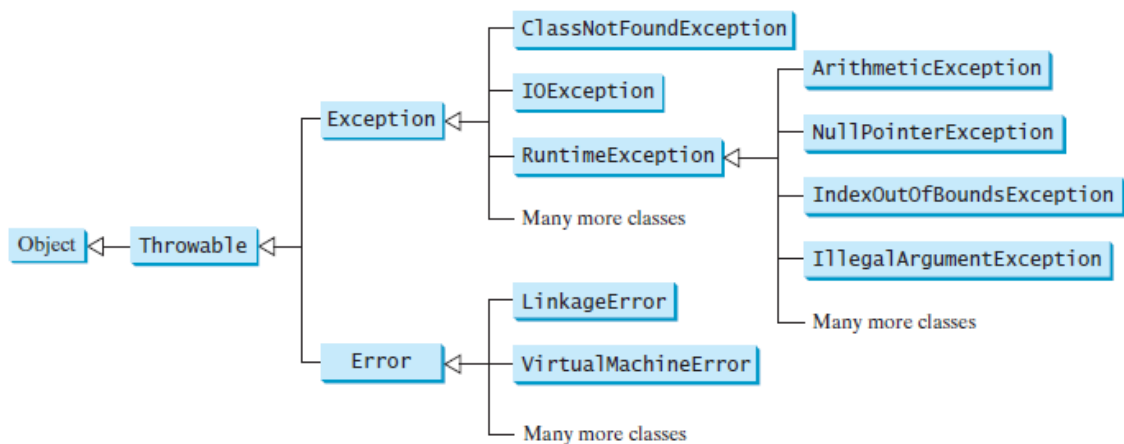 Object
Throwable
Exception
ClassNotFoundException
IOException
RuntimeException
Many more classes
ArithmeticException
NullPointerException
IndexOutOfBoundsException
IllegalArgumentException
Many more classes
Error
LinkageError
VirtualMachineError
Many more classes